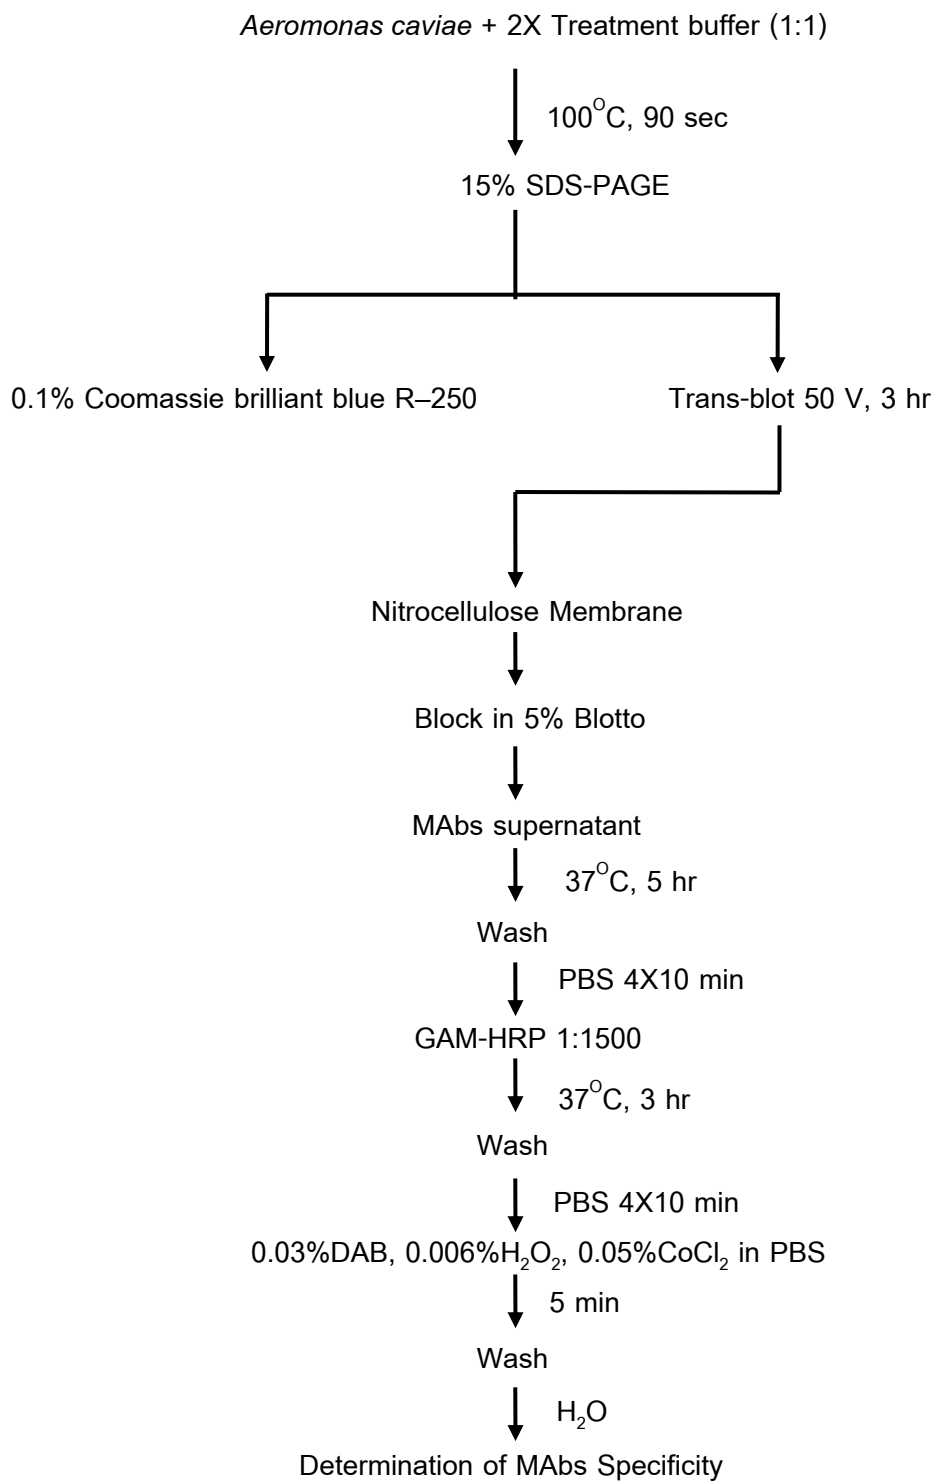 Aeromonas caviae + 2X Treatment buffer (1:1)
100°C, 90 sec
15% SDS-PAGE
0.1% Coomassie brilliant blue R–250
Trans-blot 50 V, 3 hr
Nitrocellulose Membrane
Block in 5% Blotto
MAbs supernatant
37°C, 5 hr
Wash
PBS 4X10 min
GAM-HRP 1:1500
37°C, 3 hr
Wash
PBS 4X10 min
0.03%DAB, 0.006%H₂O₂, 0.05%CoCl₂ in PBS
5 min
Wash
H₂O
Determination of MAbs Specificity